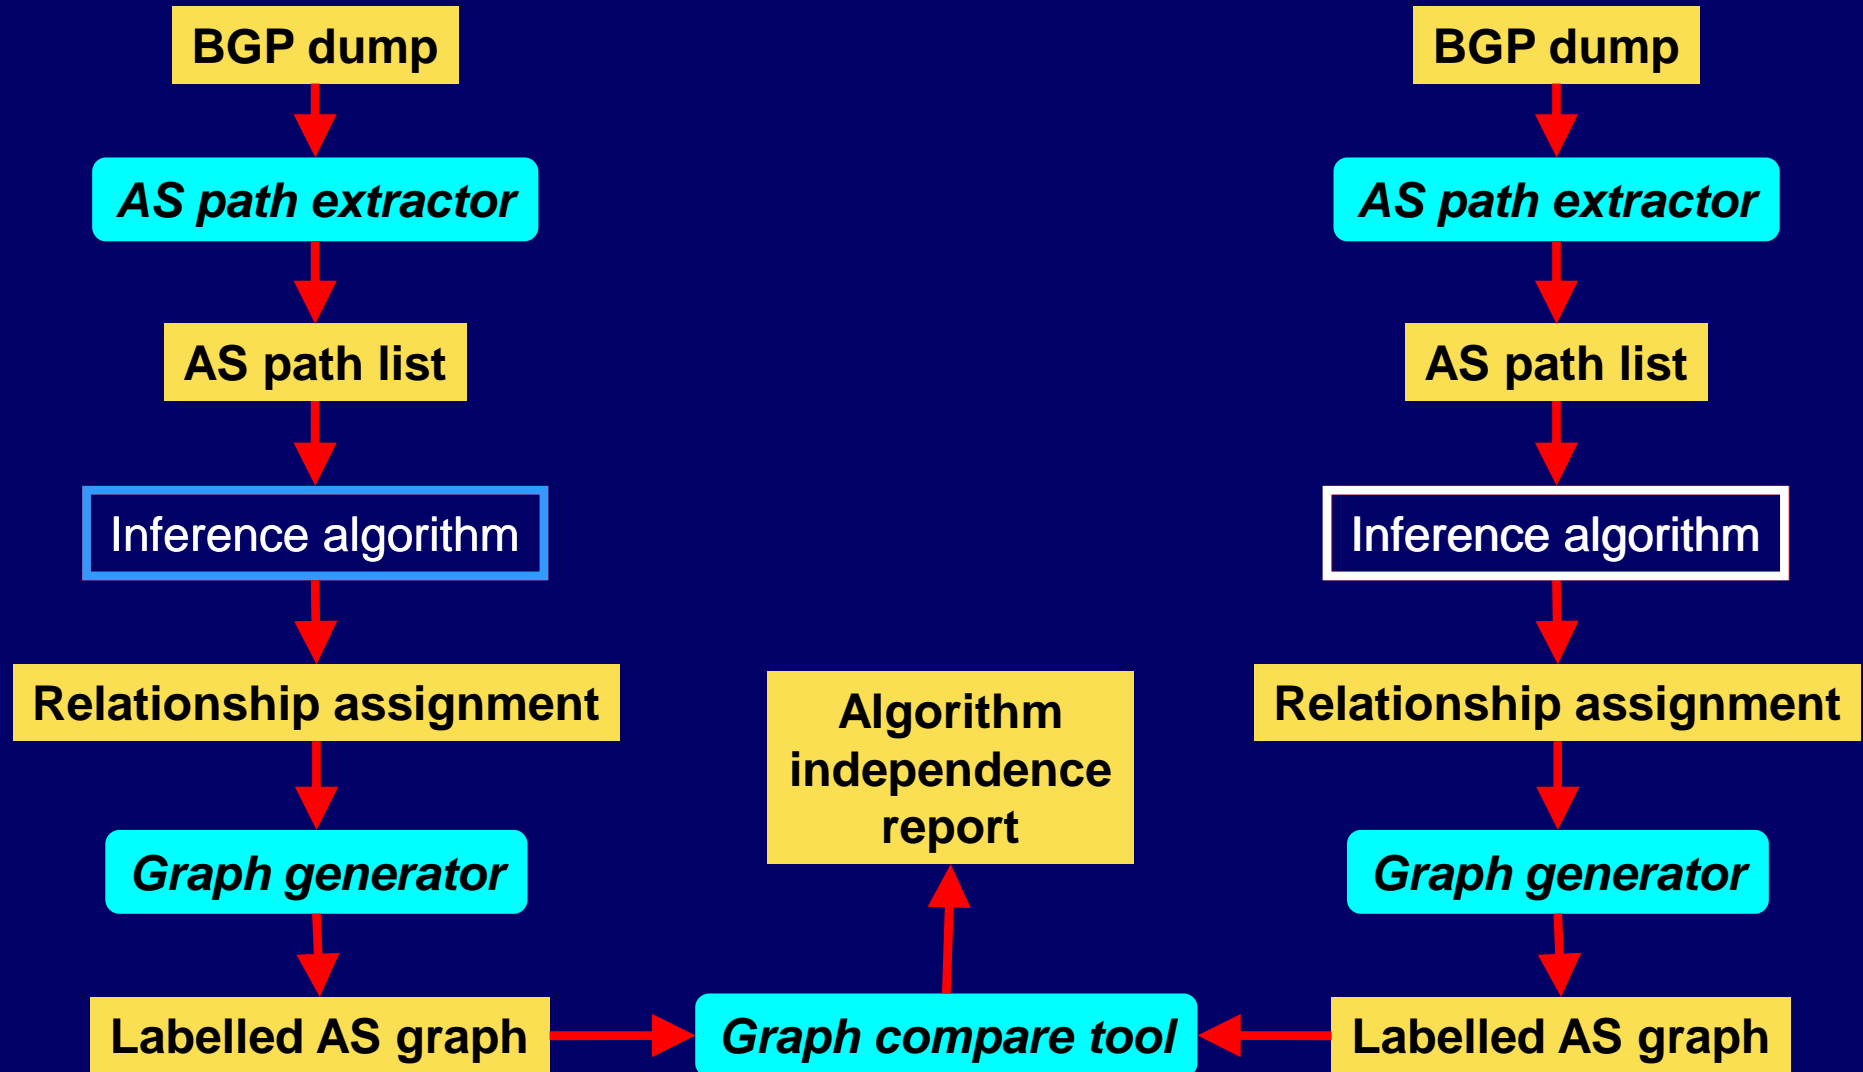 BGP dump
AS path extractor
AS path list
Inference algorithm
Relationship assignment
Graph generator
Labelled AS graph
Algorithm
independence
report
Graph compare tool
BGP dump
AS path extractor
AS path list
Inference algorithm
Relationship assignment
Graph generator
Labelled AS graph